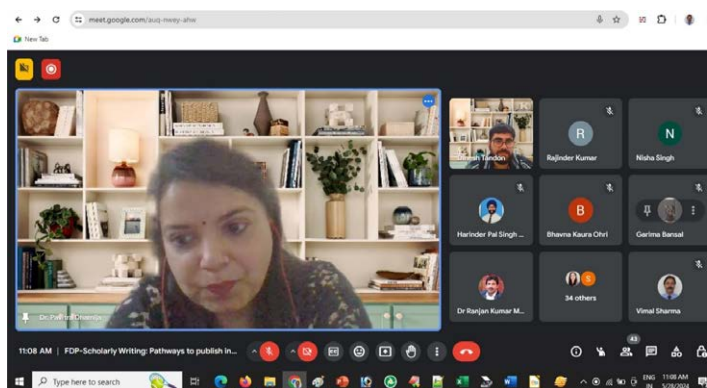 meet.google.com/auq-nwey-ahw
New Tab
Tandon
R
Rajinder Kumar
N
Nisha Singh
Harinder Pal Singh ...
B
Bhavna Kaura Ohri
Garima Bansal
Dr Ranjan Kumar M...
S
34 others
Vimal Sharma
Dr.
11:08 AM | FDP-Scholarly Writing: Pathways to publish in...
43
Type here to search
ENG
11:08 AM
5/28/2024